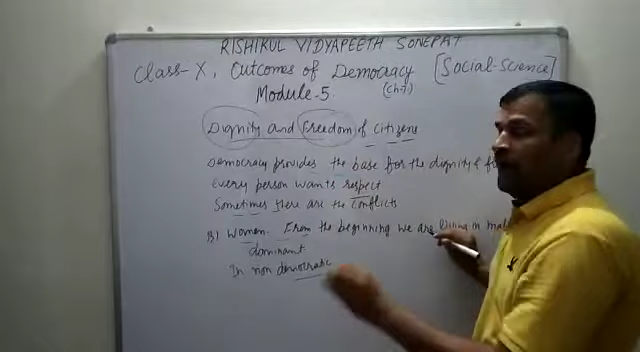 RISHIKUL VIDYAPEETH SONEPAT
Class-X, Outcomes of Democracy [Social-Science]
Module-5. (Ch-7)
Dignity and Freedom of Citizens
Democracy provides the base for the dignity & f
every person wants respect
Sometimes there are the Conflicts
B) Women. From the beginning we are living in mal
dominant.
In non democratic